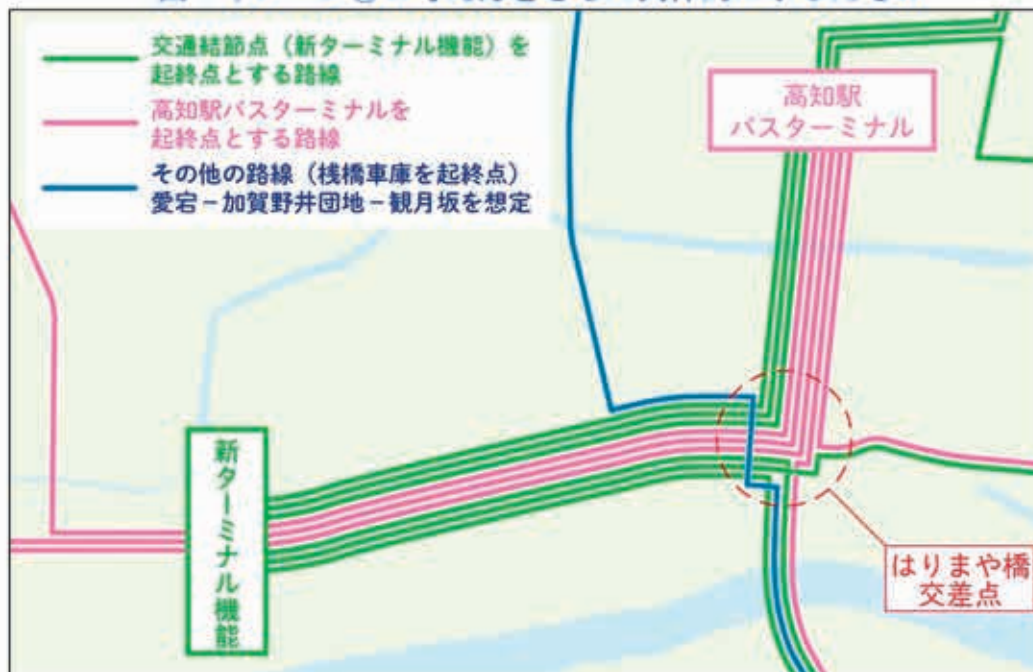 交通結節点（新ターミナル機能）を
起終点とする路線
高知駅バスターミナルを
起終点とする路線
その他の路線（桟橋車庫を起終点）
愛宕－加賀野井団地－観月坂を想定
高知駅
バスターミナル
新ターミナル機能
はりまや橋
交差点